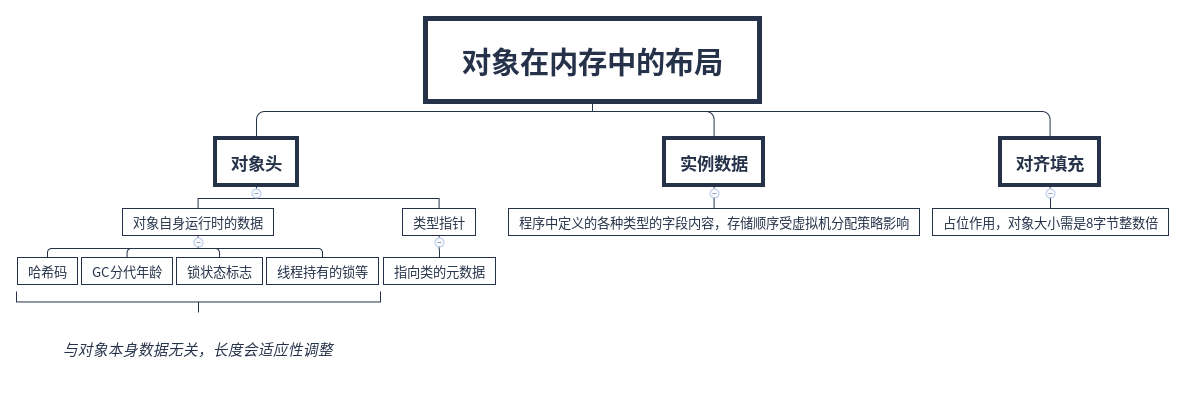 对象在内存中的布局
对象头
实例数据
对齐填充
对象自身运行时的数据
类型指针
程序中定义的各种类型的字段内容，存储顺序受虚拟机分配策略影响
占位作用，对象大小需是8字节整数倍
哈希码
GC分代年龄
锁状态标志
线程持有的锁等
指向类的元数据
与对象本身数据无关，长度会适应性调整